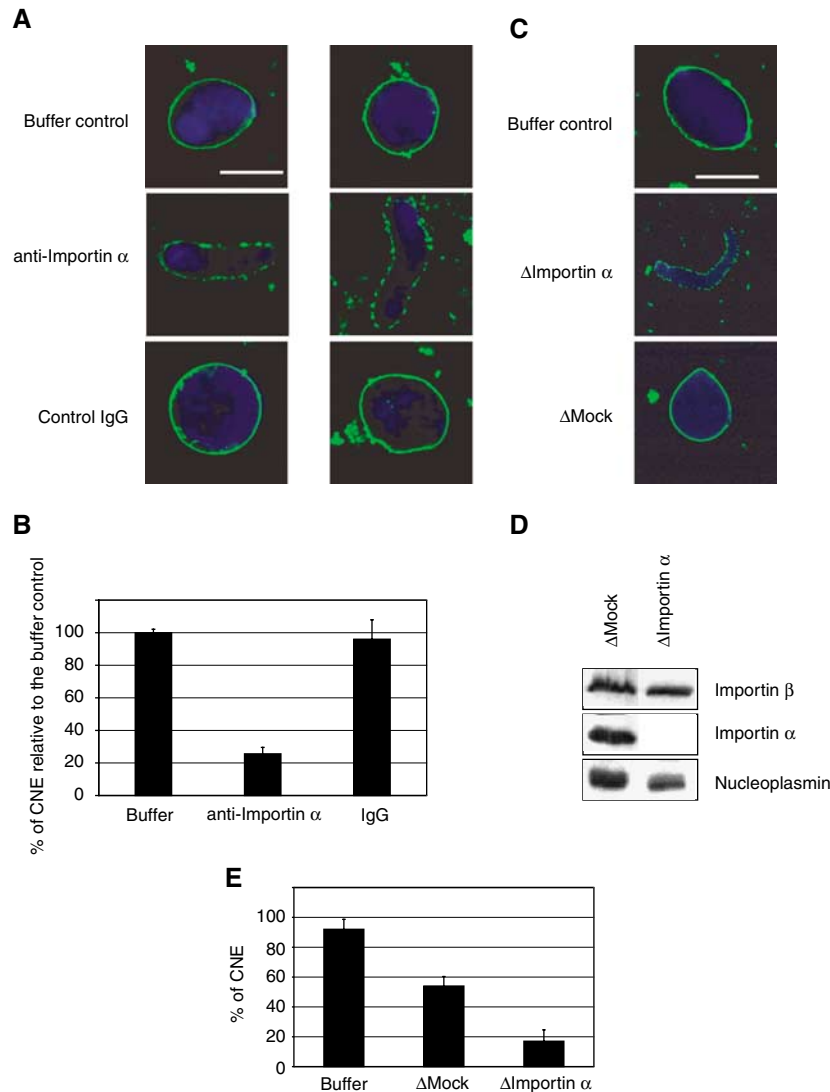 A
Buffer control
anti-Importin α
Control IgG
B
% of CNE relative to the buffer control
100
80
60
40
20
0
Buffer
anti-Importin α
IgG
C
Buffer control
ΔImportin α
ΔMock
D
ΔMock
ΔImportin α
Importin β
Importin α
Nucleoplasmin
E
% of CNE
100
80
60
40
20
0
Buffer
ΔMock
ΔImportin α